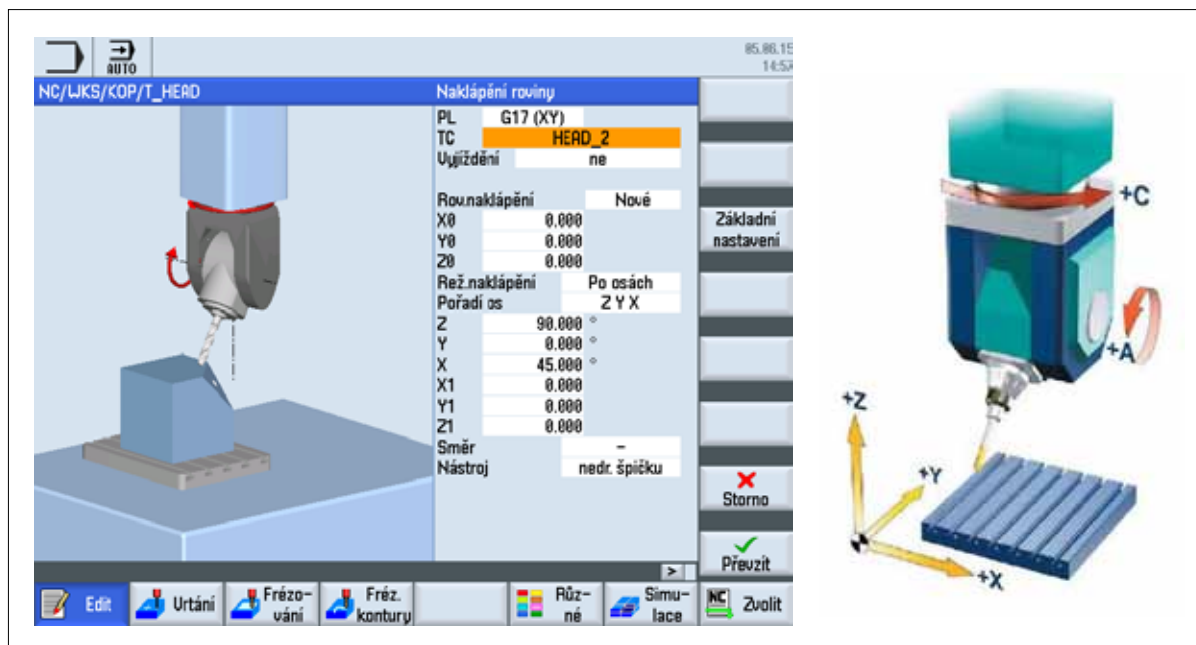 AUTO
05.06.15
14:57
NC/WKS/KOP/T_HEAD
Naklápění roviny
PL G17 (XY)
TC HEAD_2
Vyjíždění ne
Rov.naklápění Nové
X0 0.000
Y0 0.000
Z0 0.000
Rež.naklápění Po osách
Pořadí os Z Y X
Z 90.000 °
Y 0.000 °
X 45.000 °
X1 0.000
Y1 0.000
Z1 0.000
Směr -
Nástroj nedr. špičku
Základní
nastavení
Storno
Převzít
>
Edit
Urtání
Frézo-
vání
Fréz.
kontury
Růz-
né
Simu-
lace
NC
Zvolit
+C
+A
+Z
+Y
+X